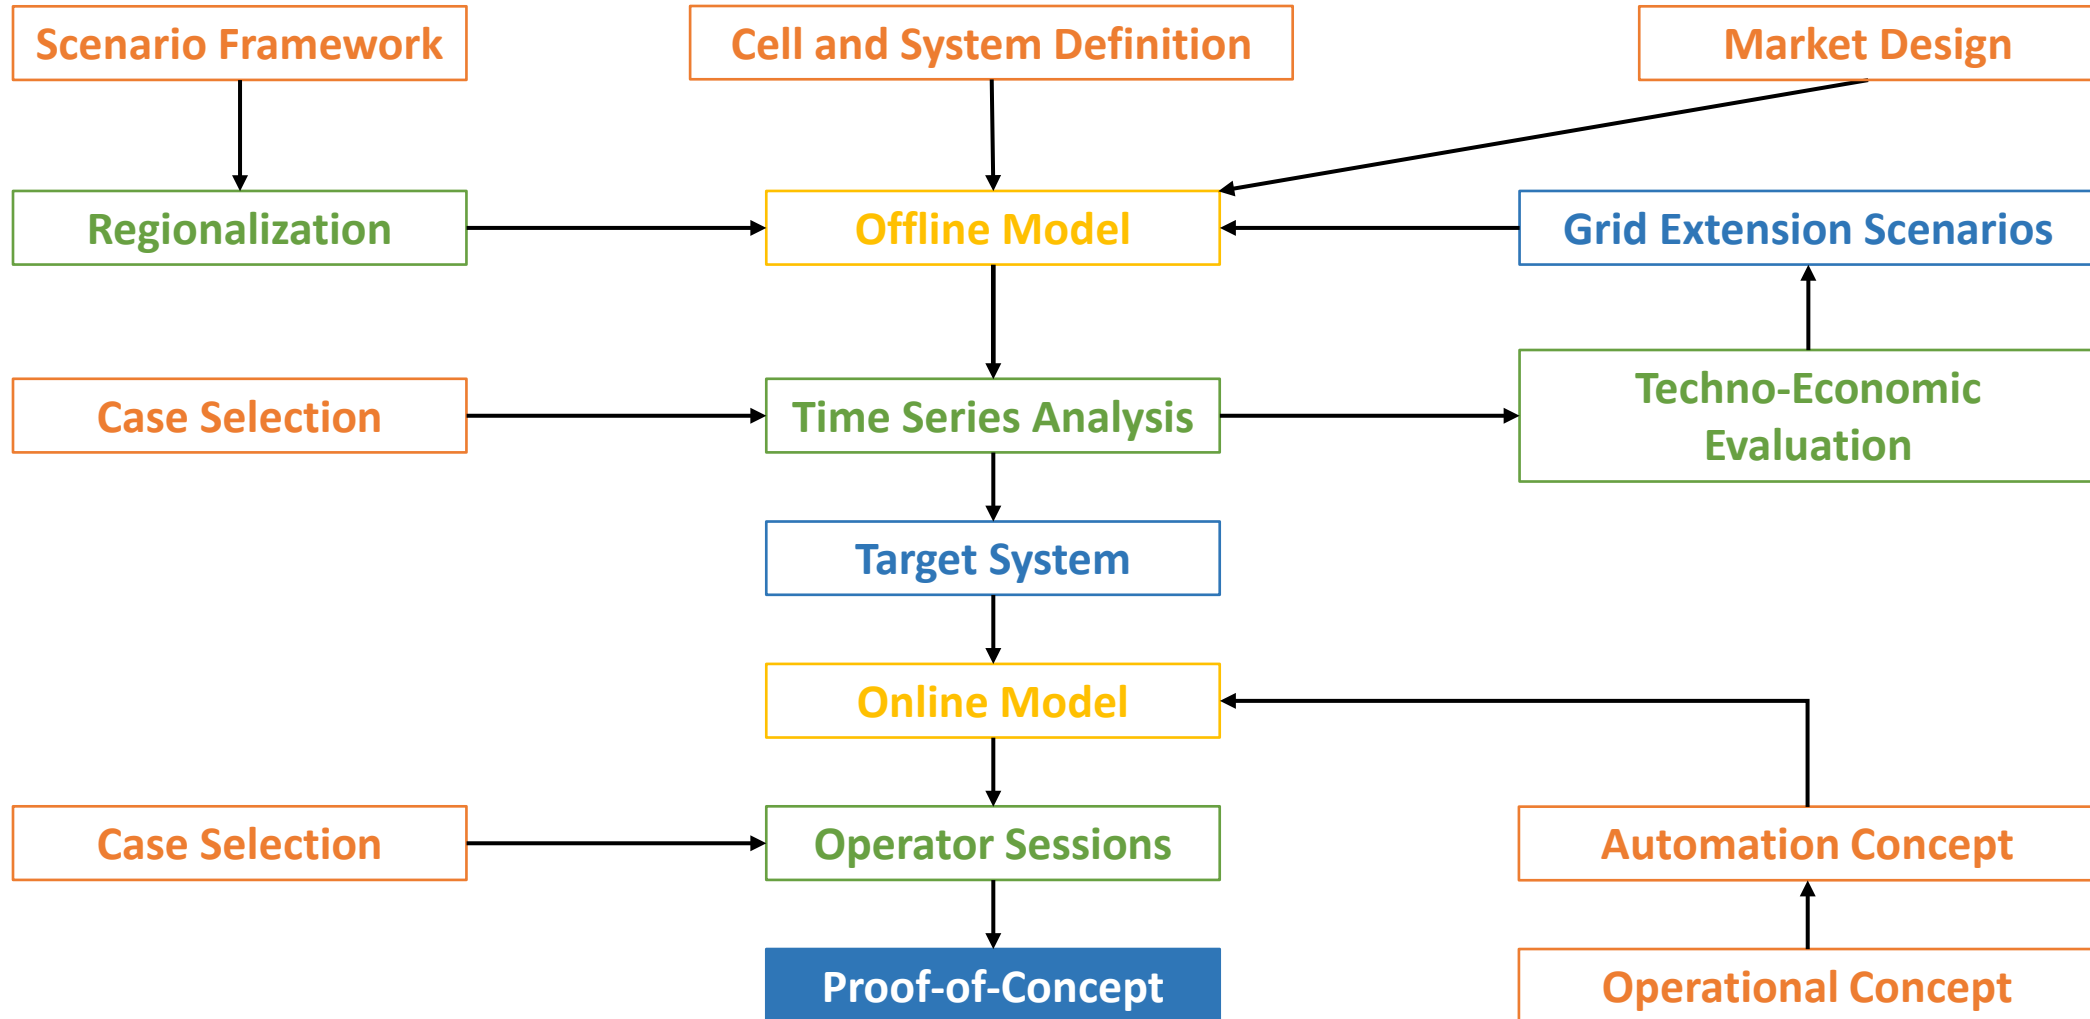 Scenario Framework
Cell and System Definition
Market Design
Regionalization
Offline Model
Grid Extension Scenarios
Case Selection
Time Series Analysis
Techno-Economic
Evaluation
Target System
Online Model
Case Selection
Operator Sessions
Automation Concept
Proof-of-Concept
Operational Concept